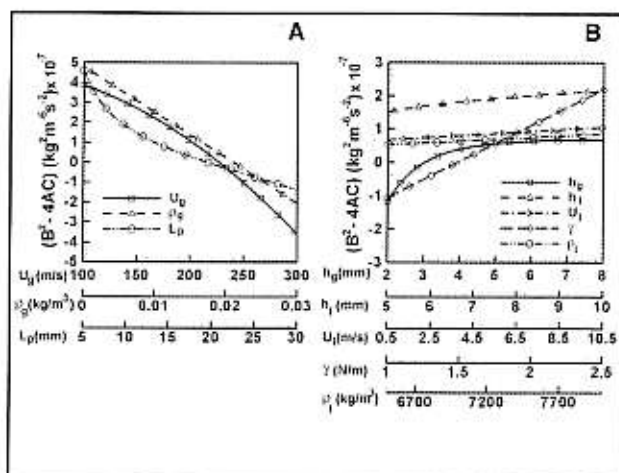 A
B
(B²- 4AC) (kg²m⁻⁶s⁻²) x 10⁷
5
4
3
2
1
0
-1
-2
-3
-4
-5
U_g
ρ_g
L_p
U_g(m/s) 100 150 200 250 300
ρ_g(kg/m³) 0 0.01 0.02 0.03
L_p(mm) 5 10 15 20 25 30
(B²- 4AC) (kg²m⁻⁶s⁻²) x 10⁻⁷
3
2
1
0
-1
-2
-3
h_g
h_l
U_l
γ
ρ_l
h_g(mm) 2 3 4 5 6 7 8
h_l(mm) 5 6 7 8 9 10
U_l(m/s) 0.5 2.5 4.5 6.5 8.5 10.5
γ(N/m) 1 1.5 2 2.5
ρ_l(kg/m³) 6700 7200 7700